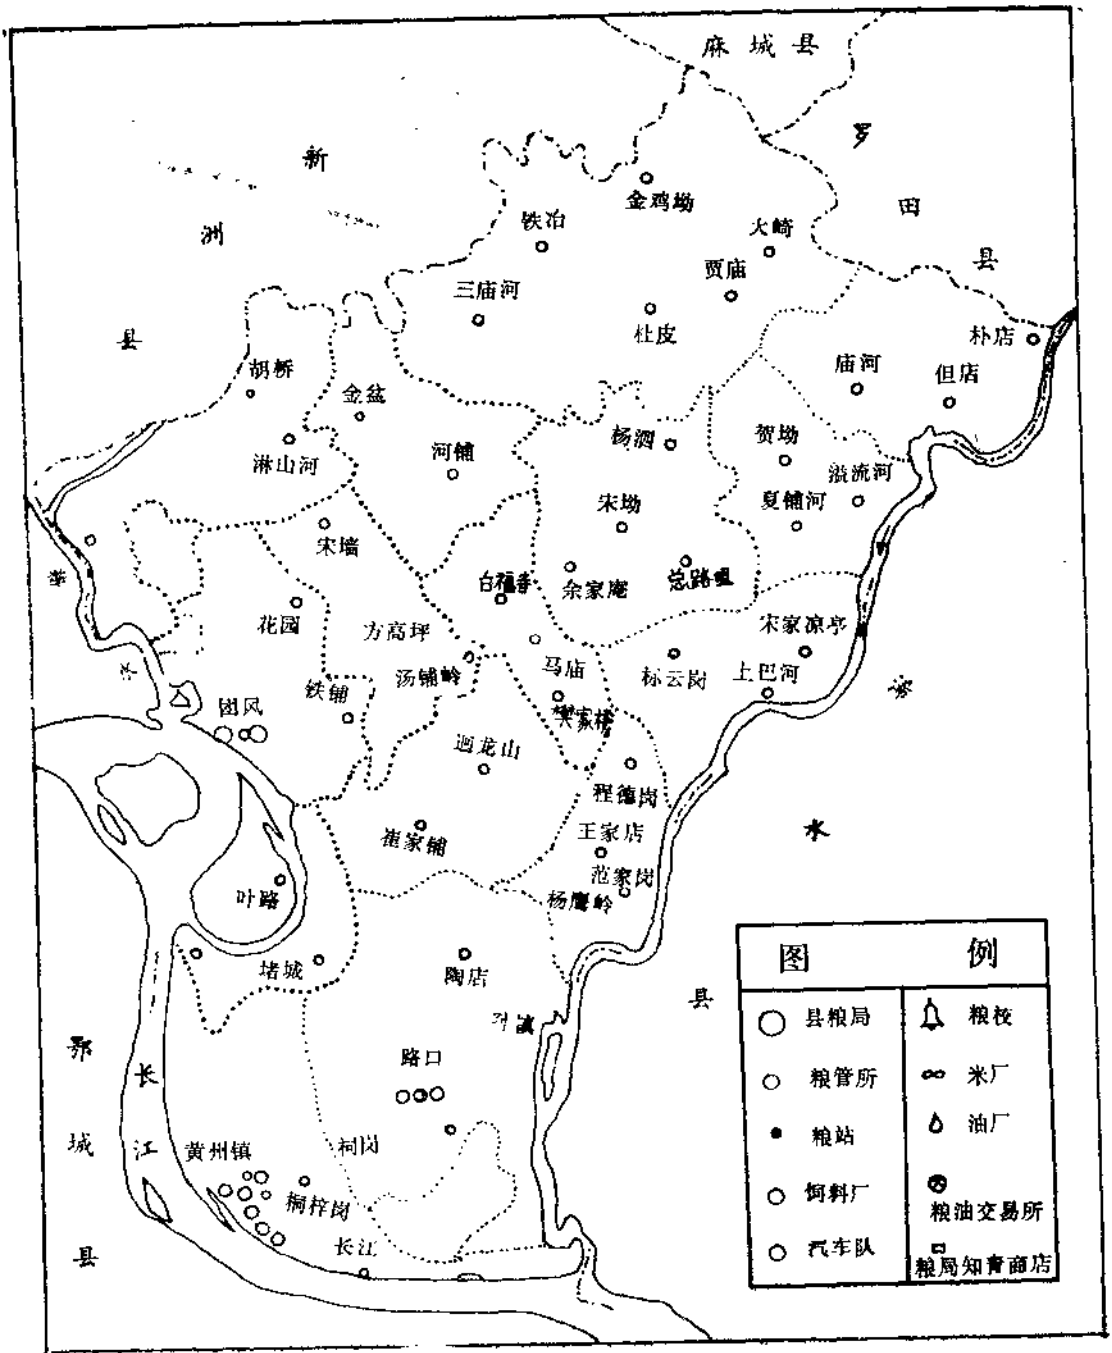 麻城县
新洲县
罗田县
金鸡坳
铁冶
大崎
贾庙
三庙河
杜皮
朴店
庙河
但店
胡桥
金盆
杨泗
贺坳
河铺
淋山河
溢流河
宋坳
夏铺河
宋墙
举水
白福寺
余家庵
总路咀
花园
方高坪
宋家凉亭
马庙
标云岗
上巴河
汤铺岭
铁铺
团风
樊家楼
迴龙山
浠水县
程德岗
崔家铺
王家店
范家岗
叶路
杨鹰岭
堵城
陶店
路口
鄂城县
长江
黄州镇
祠岗
桐梓岗
长江
图例
县粮局
粮校
粮管所
米厂
粮站
油厂
饲料厂
粮油交易所
汽车队
粮局知青商店